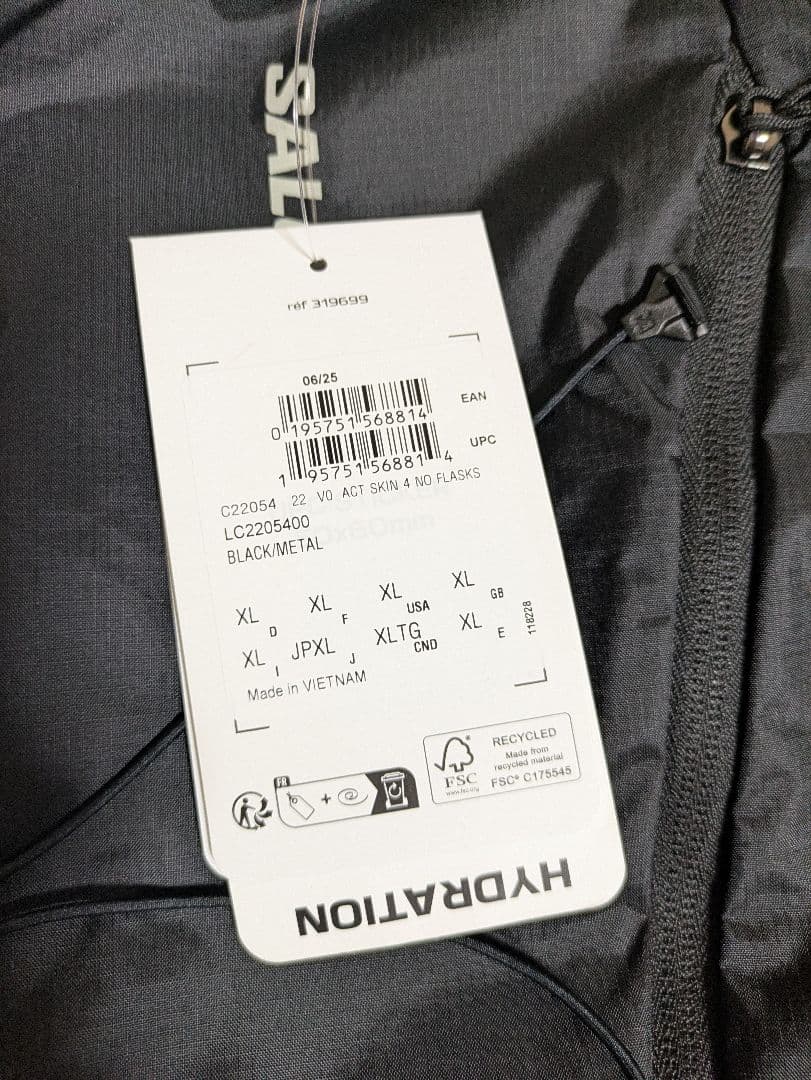 SALO
réf 319699
06/25
EAN
0 195751 568814
UPC
1 95751 56881 4
C22054 22 V0 ACT SKIN 4 NO FLASKS
LC2205400
BLACK/METAL
XL D XL F XL USA XL GB
XL I JPXL J XLTG CND XL E
118228
Made in VIETNAM
FR
+
FSC
RECYCLED
Made from
recycled material
FSC® C175545
HYDRATION